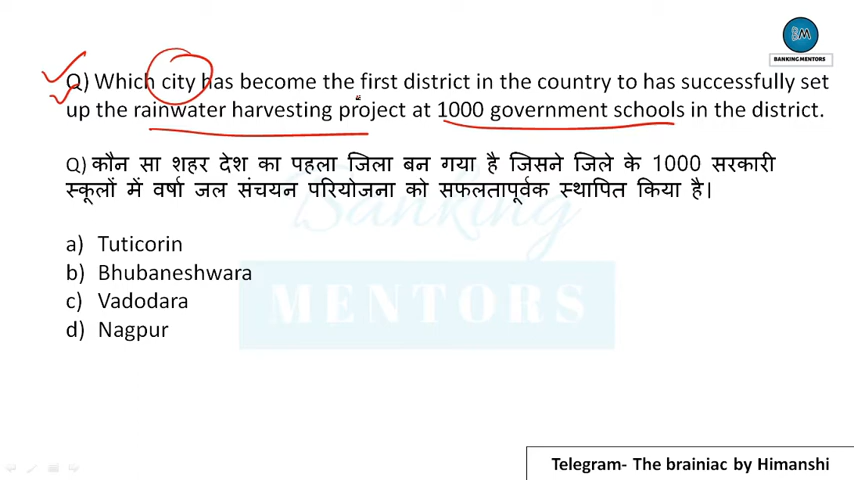 M
BANKING MENTORS
Q) Which city has become the first district in the country to has successfully set
up the rainwater harvesting project at 1000 government schools in the district.
Q) कौन सा शहर देश का पहला जिला बन गया है जिसने जिले के 1000 सरकारी
स्कूलों में वर्षा जल संचयन परियोजना को सफलतापूर्वक स्थापित किया है।
Banking
MENTORS
a) Tuticorin
b) Bhubaneshwara
c) Vadodara
d) Nagpur
Telegram- The brainiac by Himanshi